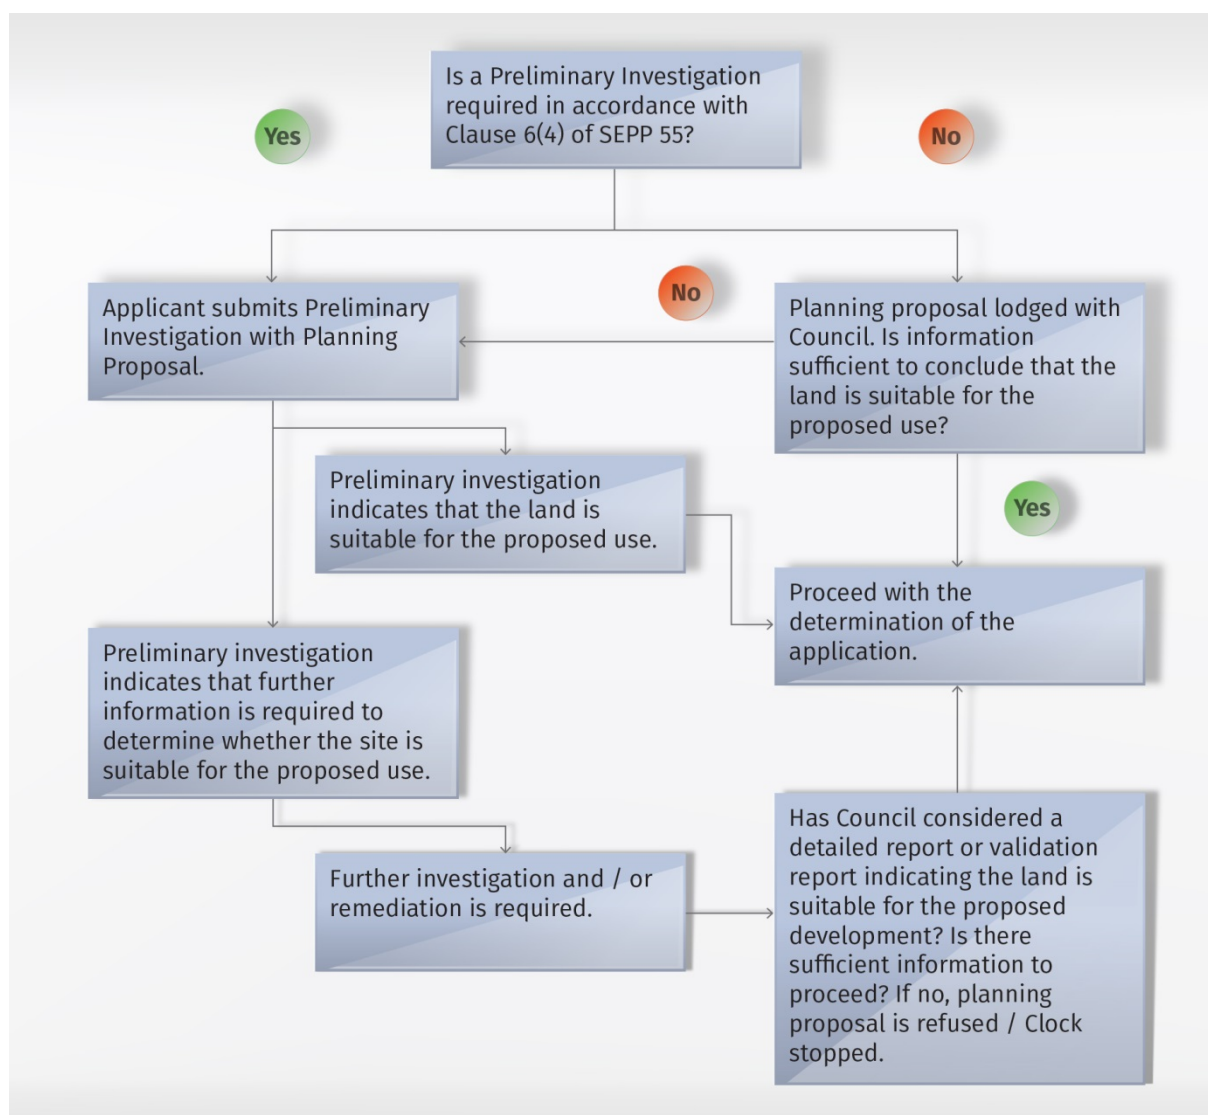 Is a Preliminary Investigation
required in accordance with
Clause 6(4) of SEPP 55?
Yes
No
Applicant submits Preliminary
Investigation with Planning
Proposal.
No
Planning proposal lodged with
Council. Is information
sufficient to conclude that the
land is suitable for the
proposed use?
Preliminary investigation
indicates that the land is
suitable for the proposed use.
Yes
Proceed with the
determination of the
application.
Preliminary investigation
indicates that further
information is required to
determine whether the site is
suitable for the proposed use.
Further investigation and / or
remediation is required.
Has Council considered a
detailed report or validation
report indicating the land is
suitable for the proposed
development? Is there
sufficient information to
proceed? If no, planning
proposal is refused / Clock
stopped.